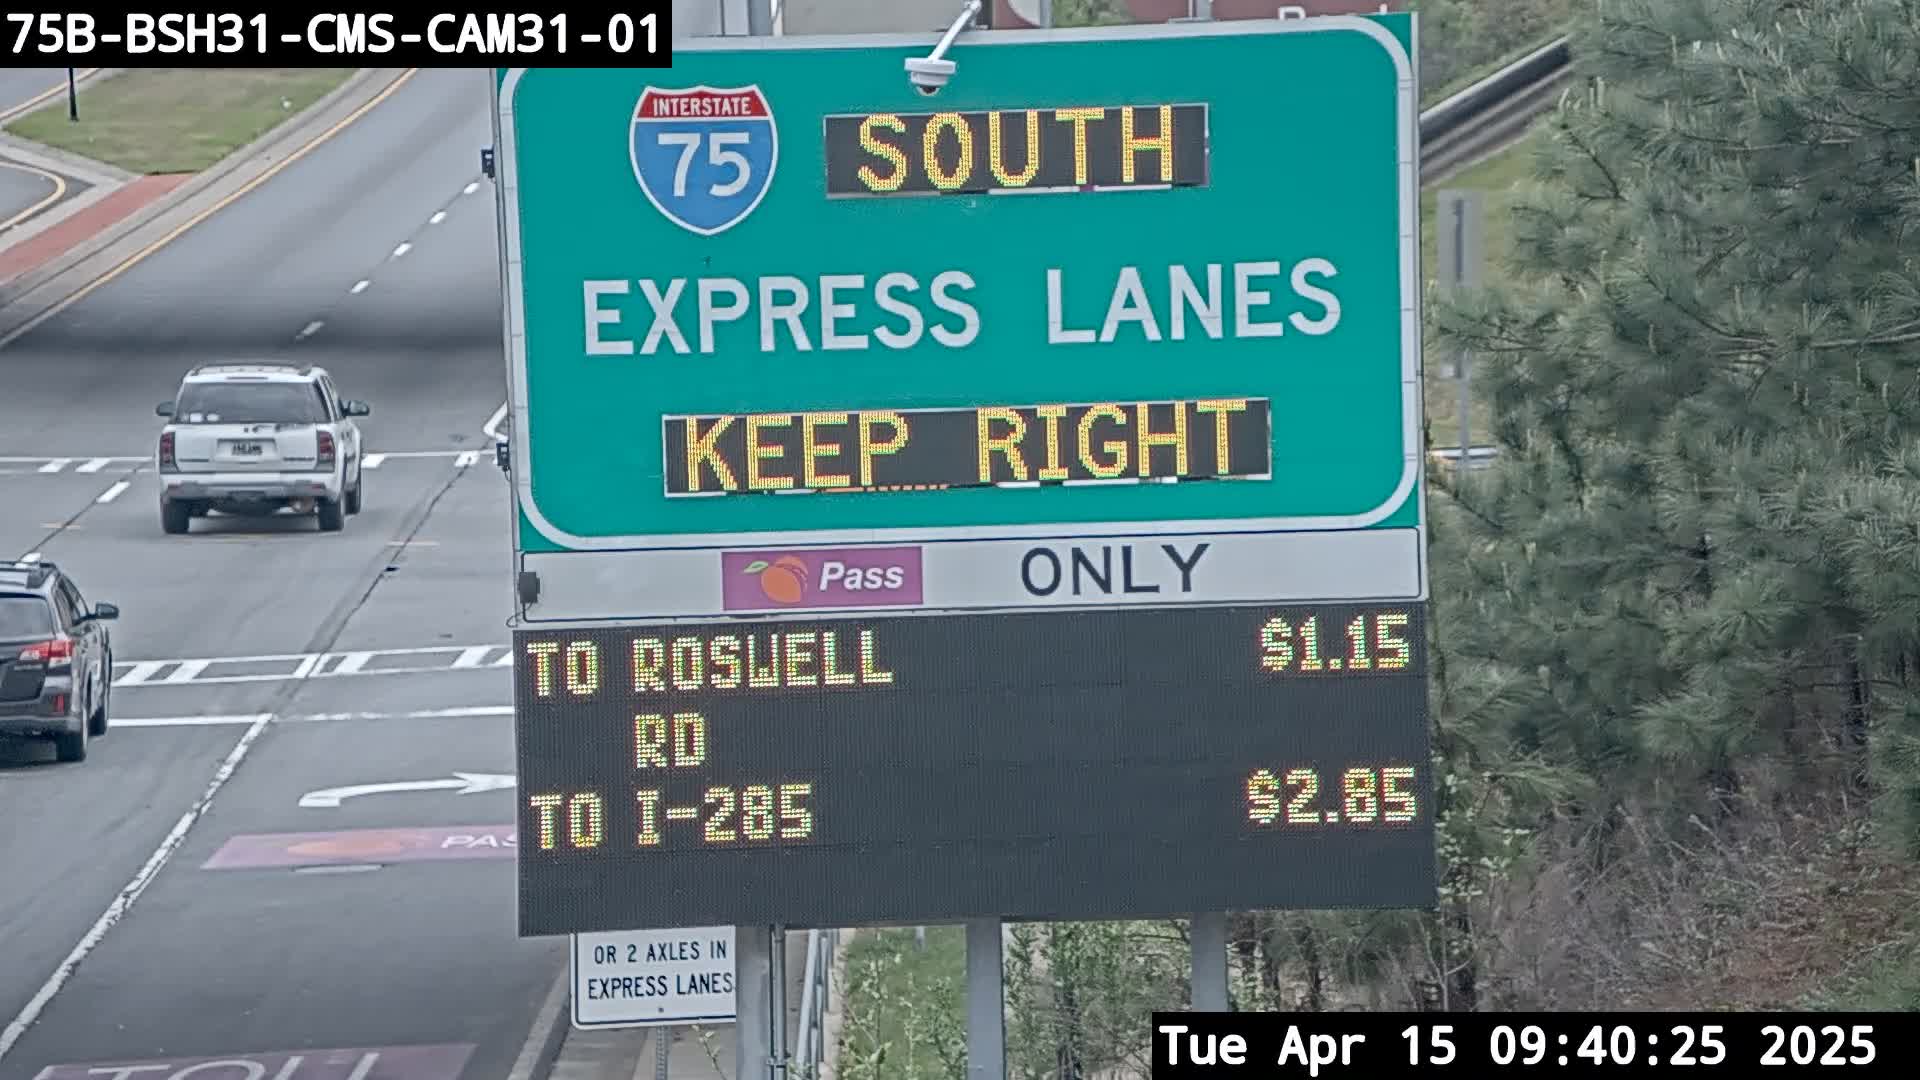 75B-BSH31-CMS-CAM31-01
INTERSTATE
75
SOUTH
EXPRESS LANES
KEEP RIGHT
Pass ONLY
TO ROSWELL $1.15
RD
TO I-285 $2.85
OR 2 AXLES IN
EXPRESS LANES
TOLL
Tue Apr 15 09:40:25 2025